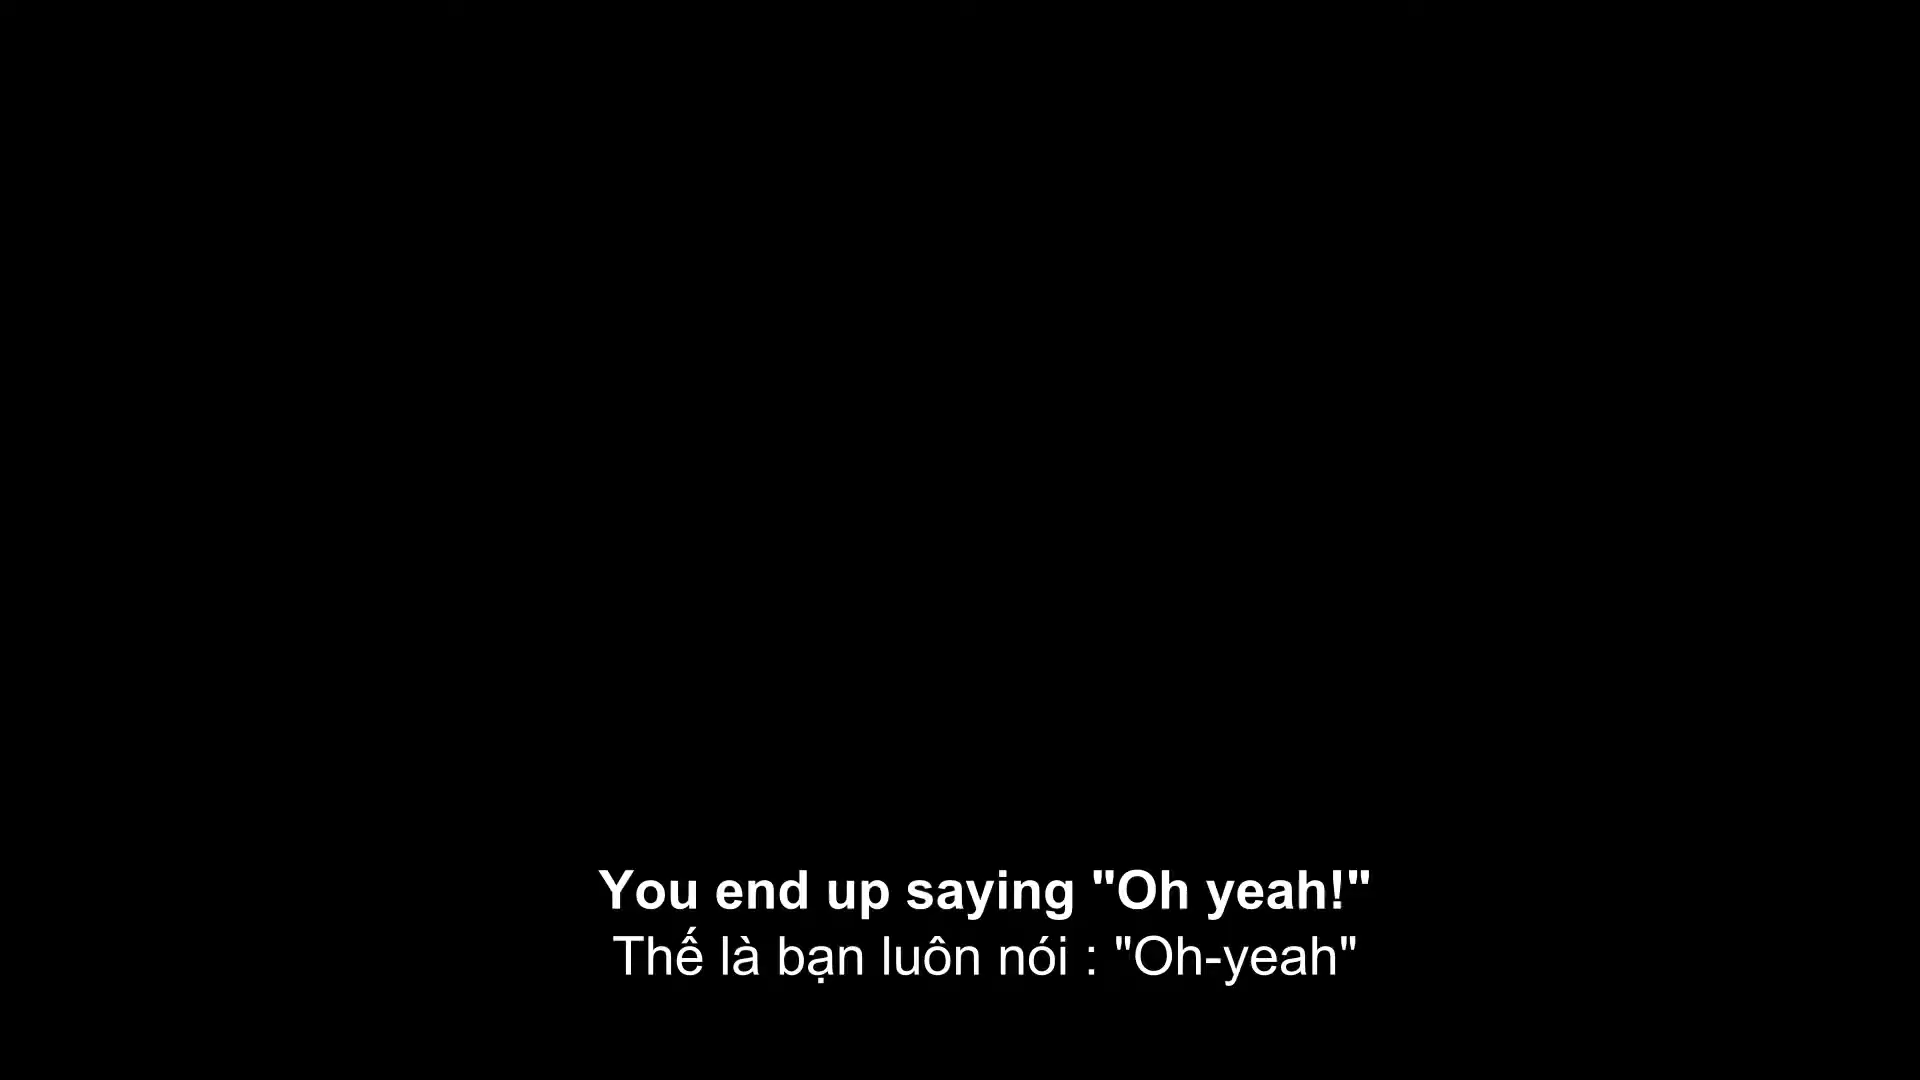 You end up saying "Oh yeah!"
Thế là bạn luôn nói : "Oh-yeah"